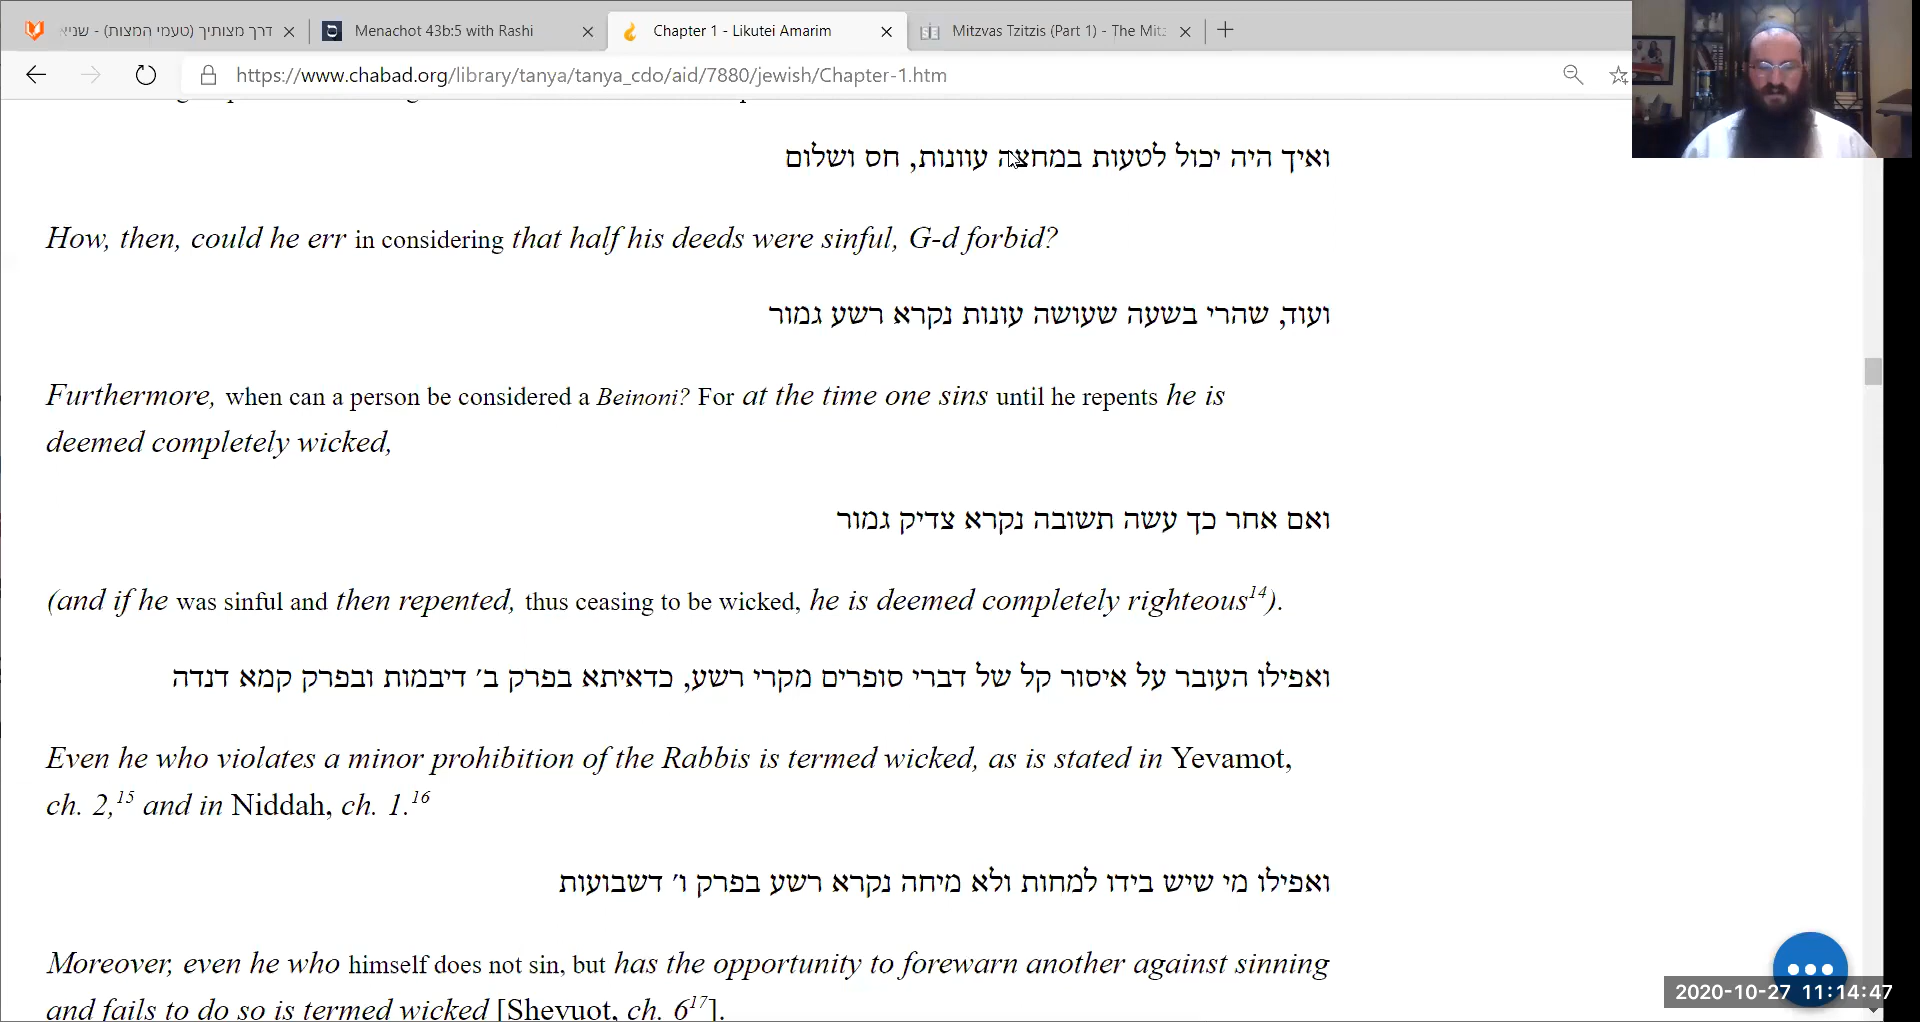 דרך מצותיך (טעמי המצות) - שניא
Menachot 43b:5 with Rashi
Chapter 1 - Likutei Amarim
Mitzvas Tzitzis (Part 1) - The Mitz
https://www.chabad.org/library/tanya/tanya_cdo/aid/7880/jewish/Chapter-1.htm
ואיך היה יכול לטעות במחצה עוונות, חס ושלום
How, then, could he err in considering that half his deeds were sinful, G-d forbid?
ועוד, שהרי בשעה שעושה עונות נקרא רשע גמור
Furthermore, when can a person be considered a Beinoni? For at the time one sins until he repents he is
deemed completely wicked,
ואם אחר כך עשה תשובה נקרא צדיק גמור
(and if he was sinful and then repented, thus ceasing to be wicked, he is deemed completely righteous14).
ואפילו העובר על איסור קל של דברי סופרים מקרי רשע, כדאיתא בפרק ב׳ דיבמות ובפרק קמא דנדה
Even he who violates a minor prohibition of the Rabbis is termed wicked, as is stated in Yevamot,
ch. 2,15 and in Niddah, ch. 1.16
ואפילו מי שיש בידו למחות ולא מיחה נקרא רשע בפרק ו׳ דשבועות
Moreover, even he who himself does not sin, but has the opportunity to forewarn another against sinning
and fails to do so is termed wicked [Shevuot, ch. 617].
2020-10-27 11:14:47